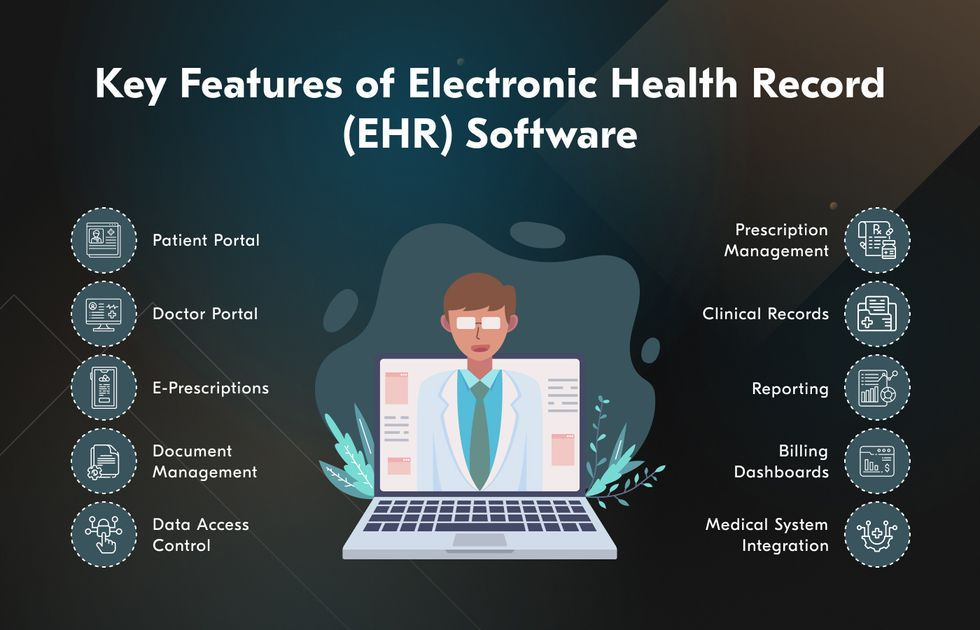 Key Features of Electronic Health Record
(EHR) Software
Patient Portal
Doctor Portal
E-Prescriptions
Document
Management
Data Access
Control
Prescription
Management
Clinical Records
Reporting
Billing
Dashboards
Medical System
Integration